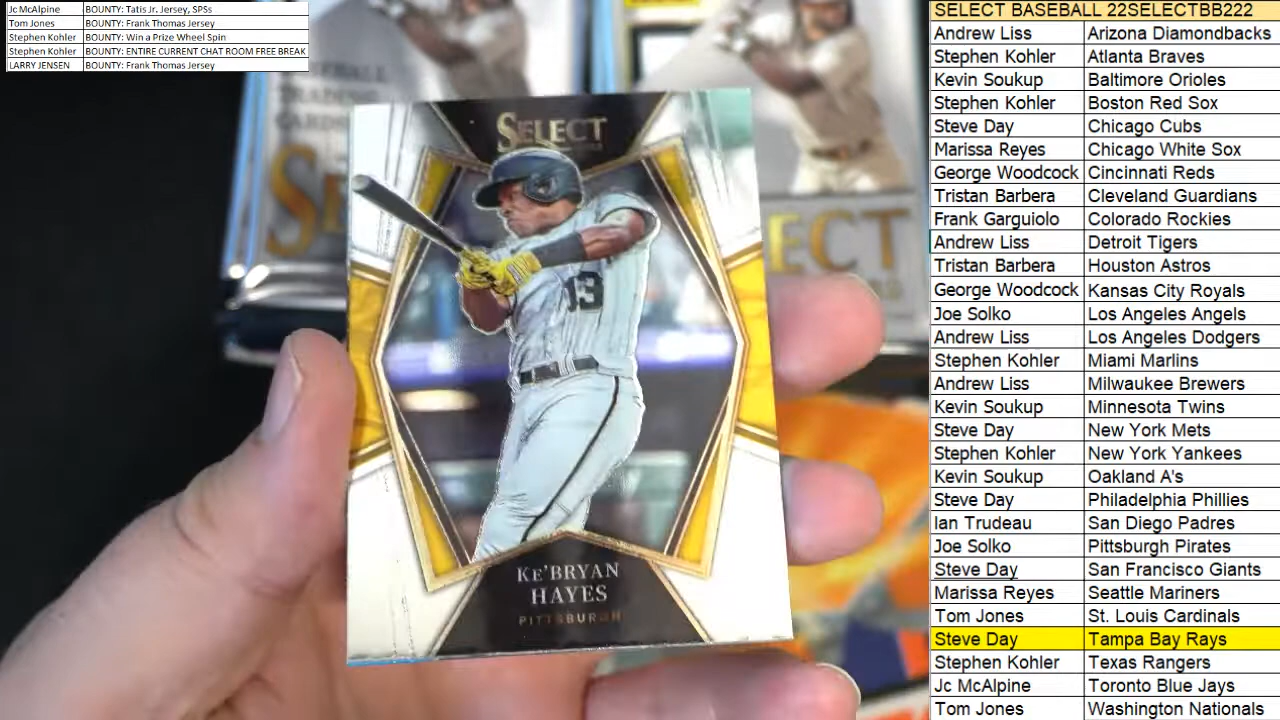 Jc McAlpine BOUNTY: Tatis Jr. Jersey, SPSs
Tom Jones BOUNTY: Frank Thomas Jersey
Stephen Kohler BOUNTY: Win a Prize Wheel Spin
Stephen Kohler BOUNTY: ENTIRE CURRENT CHAT ROOM FREE BREAK
LARRY JENSEN BOUNTY: Frank Thomas Jersey
SELECT
13
KE'BRYAN
HAYES
PITTSBURGH
SELECT BASEBALL 22SELECTBB222
Andrew Liss Arizona Diamondbacks
Stephen Kohler Atlanta Braves
Kevin Soukup Baltimore Orioles
Stephen Kohler Boston Red Sox
Steve Day Chicago Cubs
Marissa Reyes Chicago White Sox
George Woodcock Cincinnati Reds
Tristan Barbera Cleveland Guardians
Frank Garguiolo Colorado Rockies
Andrew Liss Detroit Tigers
Tristan Barbera Houston Astros
George Woodcock Kansas City Royals
Joe Solko Los Angeles Angels
Andrew Liss Los Angeles Dodgers
Stephen Kohler Miami Marlins
Andrew Liss Milwaukee Brewers
Kevin Soukup Minnesota Twins
Steve Day New York Mets
Stephen Kohler New York Yankees
Kevin Soukup Oakland A's
Steve Day Philadelphia Phillies
Ian Trudeau San Diego Padres
Joe Solko Pittsburgh Pirates
Steve Day San Francisco Giants
Marissa Reyes Seattle Mariners
Tom Jones St. Louis Cardinals
Steve Day Tampa Bay Rays
Stephen Kohler Texas Rangers
Jc McAlpine Toronto Blue Jays
Tom Jones Washington Nationals